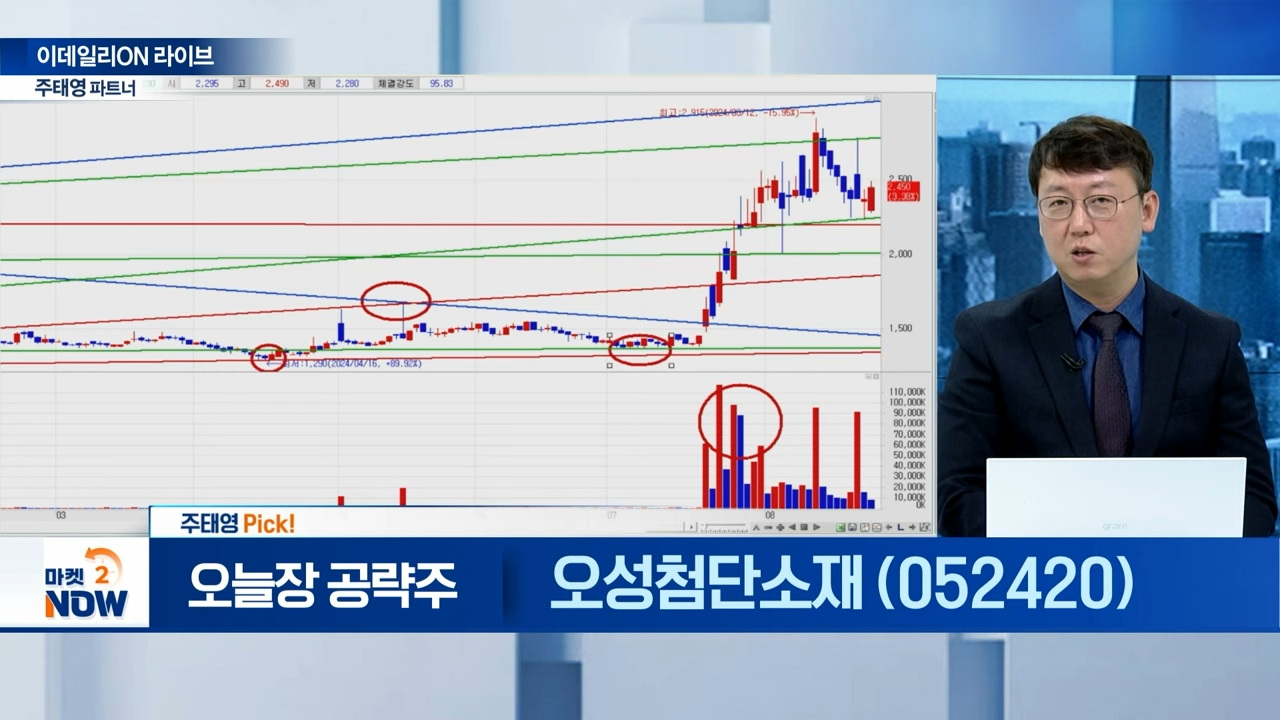 이데일리ON 라이브
주태영 파트너
시 2,295 고 2,490 저 2,280 체결강도 95.83
최고:2,915(2024/08/12, -15.95%)→
2,500
2,450
(3.38%)
2,000
1,500
←최저:1,290(2024/04/16, +89.92%)
110,000K
100,000K
90,000K
80,000K
70,000K
60,000K
50,000K
40,000K
30,000K
20,000K
10,000K
0K
03
07
08
gram
주태영 Pick!
마켓 2
NOW
오늘장 공략주
오성첨단소재 (052420)